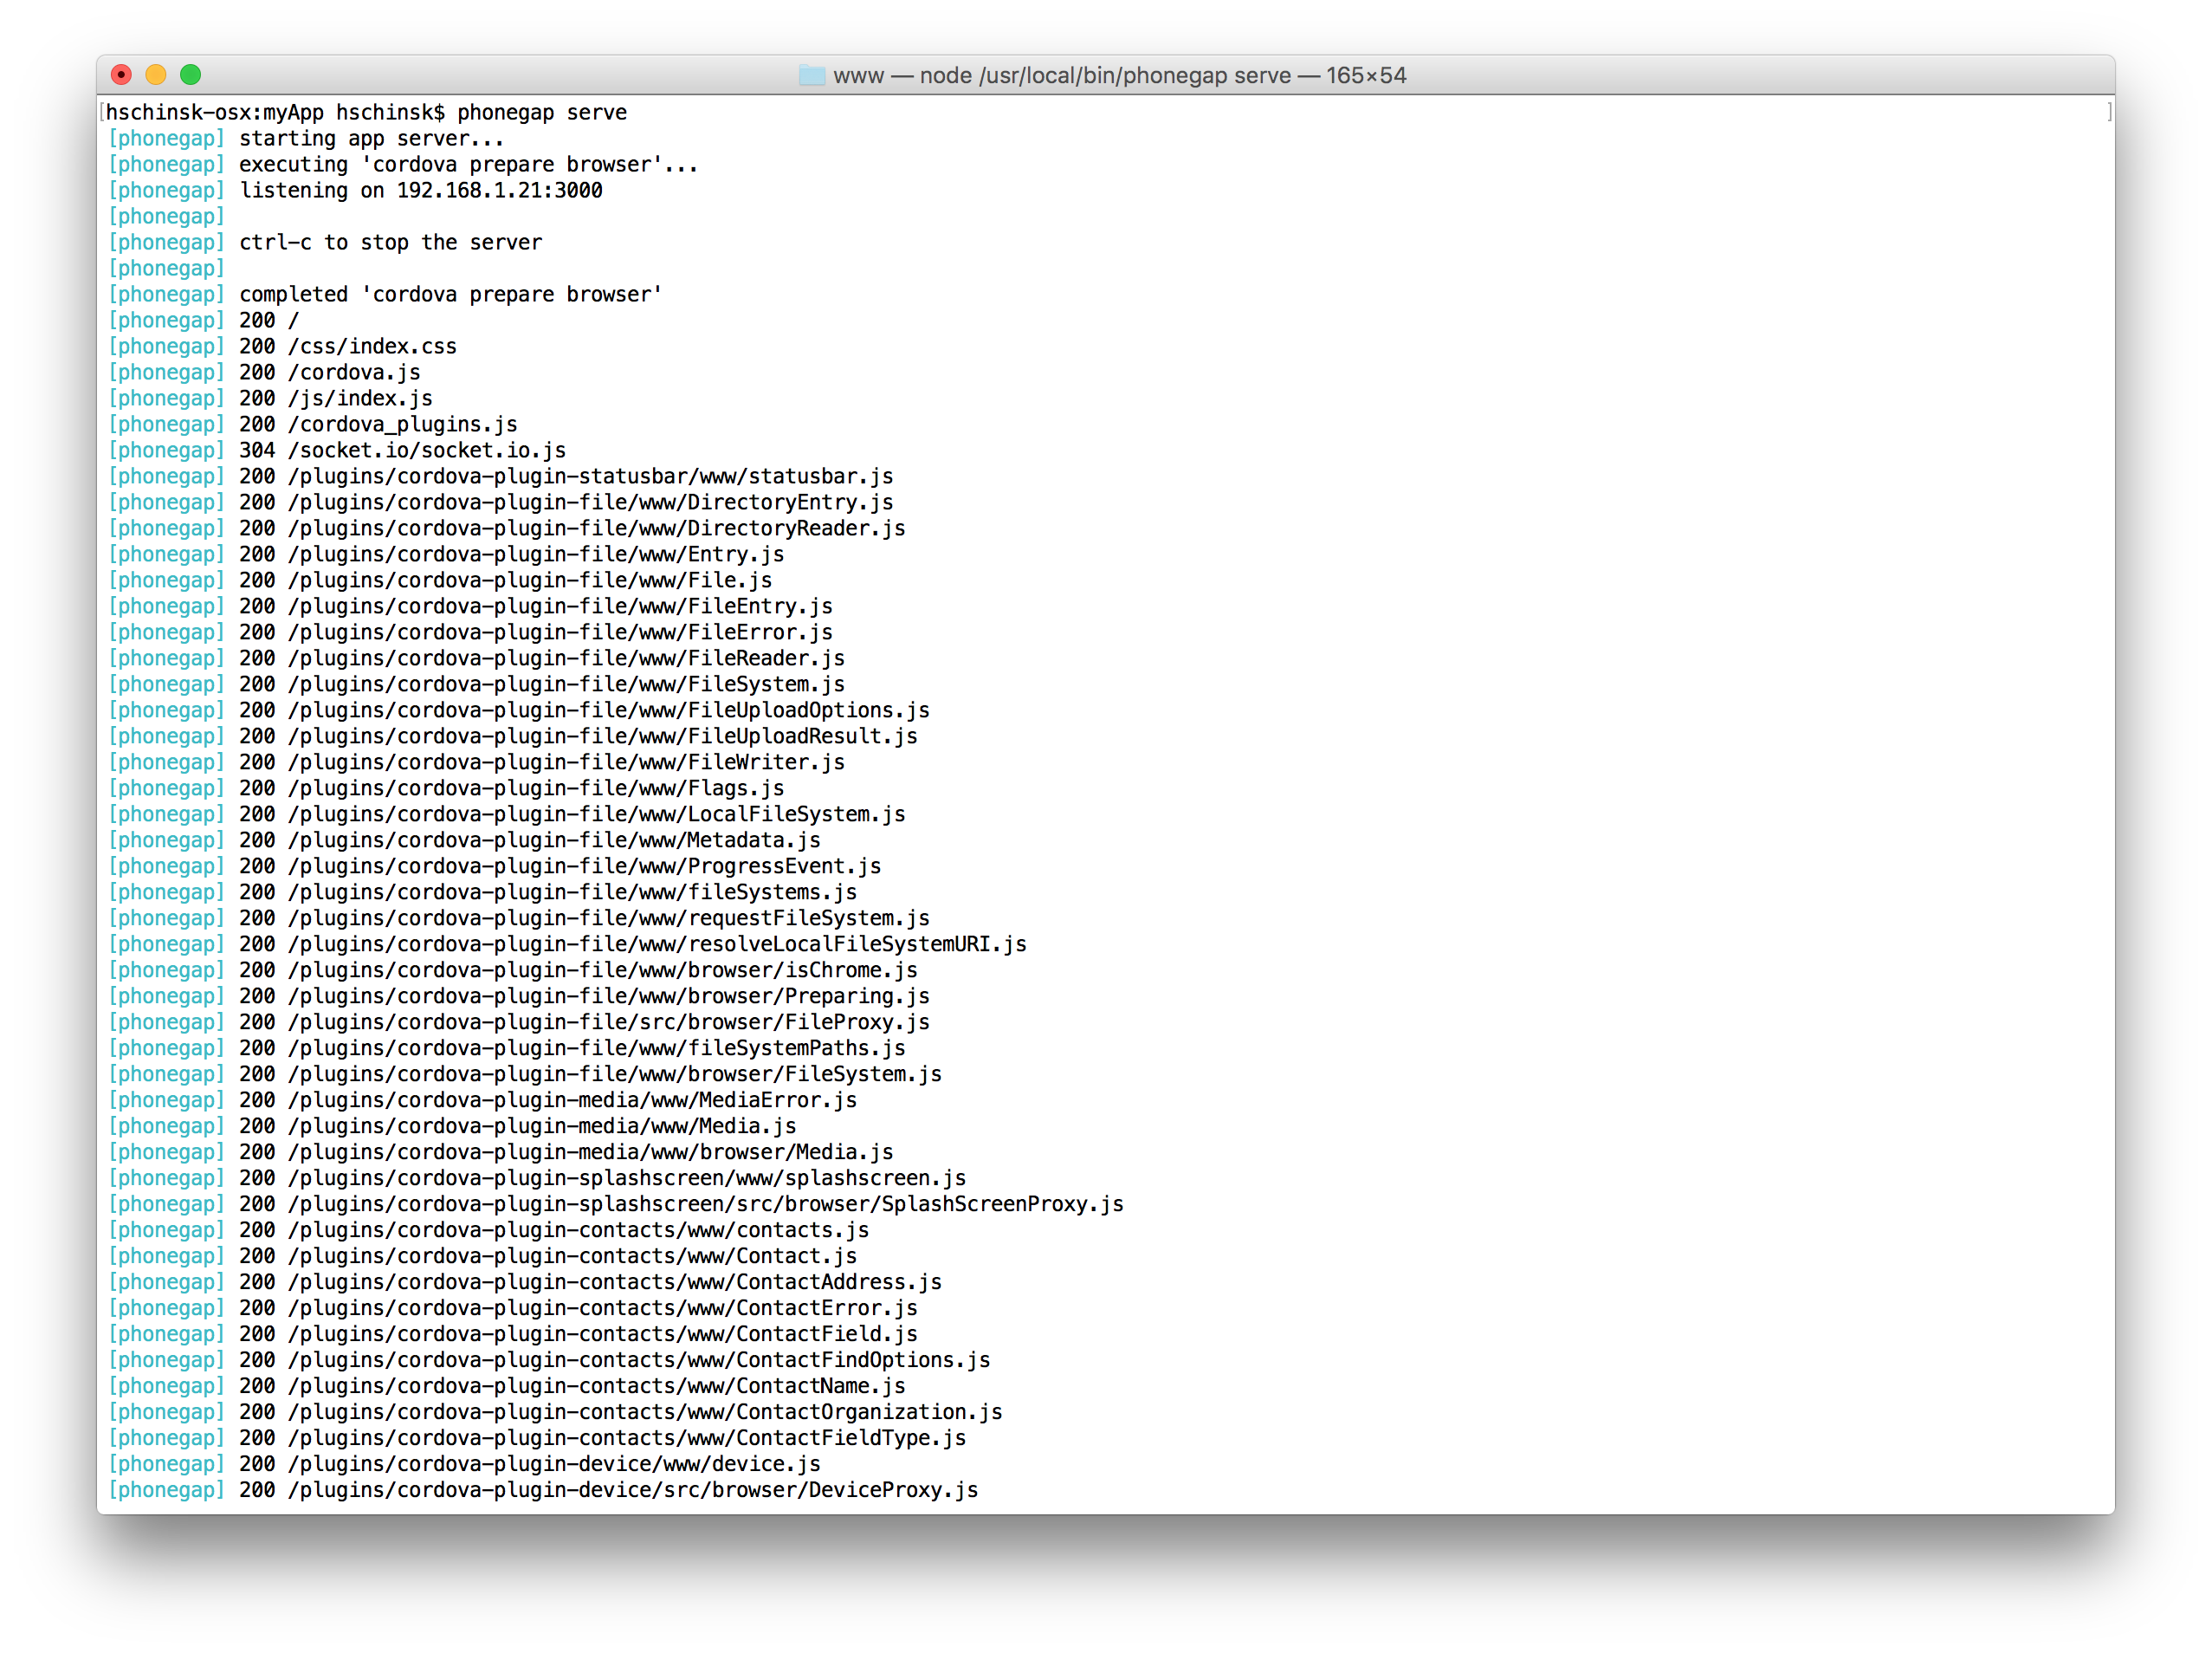 www — node /usr/local/bin/phonegap serve — 165×54
[hschinsk-osx:myApp hschinsk$ phonegap serve ]
[phonegap] starting app server...
[phonegap] executing 'cordova prepare browser'...
[phonegap] listening on 192.168.1.21:3000
[phonegap]
[phonegap] ctrl-c to stop the server
[phonegap]
[phonegap] completed 'cordova prepare browser'
[phonegap] 200 /
[phonegap] 200 /css/index.css
[phonegap] 200 /cordova.js
[phonegap] 200 /js/index.js
[phonegap] 200 /cordova_plugins.js
[phonegap] 304 /socket.io/socket.io.js
[phonegap] 200 /plugins/cordova-plugin-statusbar/www/statusbar.js
[phonegap] 200 /plugins/cordova-plugin-file/www/DirectoryEntry.js
[phonegap] 200 /plugins/cordova-plugin-file/www/DirectoryReader.js
[phonegap] 200 /plugins/cordova-plugin-file/www/Entry.js
[phonegap] 200 /plugins/cordova-plugin-file/www/File.js
[phonegap] 200 /plugins/cordova-plugin-file/www/FileEntry.js
[phonegap] 200 /plugins/cordova-plugin-file/www/FileError.js
[phonegap] 200 /plugins/cordova-plugin-file/www/FileReader.js
[phonegap] 200 /plugins/cordova-plugin-file/www/FileSystem.js
[phonegap] 200 /plugins/cordova-plugin-file/www/FileUploadOptions.js
[phonegap] 200 /plugins/cordova-plugin-file/www/FileUploadResult.js
[phonegap] 200 /plugins/cordova-plugin-file/www/FileWriter.js
[phonegap] 200 /plugins/cordova-plugin-file/www/Flags.js
[phonegap] 200 /plugins/cordova-plugin-file/www/LocalFileSystem.js
[phonegap] 200 /plugins/cordova-plugin-file/www/Metadata.js
[phonegap] 200 /plugins/cordova-plugin-file/www/ProgressEvent.js
[phonegap] 200 /plugins/cordova-plugin-file/www/fileSystems.js
[phonegap] 200 /plugins/cordova-plugin-file/www/requestFileSystem.js
[phonegap] 200 /plugins/cordova-plugin-file/www/resolveLocalFileSystemURI.js
[phonegap] 200 /plugins/cordova-plugin-file/www/browser/isChrome.js
[phonegap] 200 /plugins/cordova-plugin-file/www/browser/Preparing.js
[phonegap] 200 /plugins/cordova-plugin-file/src/browser/FileProxy.js
[phonegap] 200 /plugins/cordova-plugin-file/www/fileSystemPaths.js
[phonegap] 200 /plugins/cordova-plugin-file/www/browser/FileSystem.js
[phonegap] 200 /plugins/cordova-plugin-media/www/MediaError.js
[phonegap] 200 /plugins/cordova-plugin-media/www/Media.js
[phonegap] 200 /plugins/cordova-plugin-media/www/browser/Media.js
[phonegap] 200 /plugins/cordova-plugin-splashscreen/www/splashscreen.js
[phonegap] 200 /plugins/cordova-plugin-splashscreen/src/browser/SplashScreenProxy.js
[phonegap] 200 /plugins/cordova-plugin-contacts/www/contacts.js
[phonegap] 200 /plugins/cordova-plugin-contacts/www/Contact.js
[phonegap] 200 /plugins/cordova-plugin-contacts/www/ContactAddress.js
[phonegap] 200 /plugins/cordova-plugin-contacts/www/ContactError.js
[phonegap] 200 /plugins/cordova-plugin-contacts/www/ContactField.js
[phonegap] 200 /plugins/cordova-plugin-contacts/www/ContactFindOptions.js
[phonegap] 200 /plugins/cordova-plugin-contacts/www/ContactName.js
[phonegap] 200 /plugins/cordova-plugin-contacts/www/ContactOrganization.js
[phonegap] 200 /plugins/cordova-plugin-contacts/www/ContactFieldType.js
[phonegap] 200 /plugins/cordova-plugin-device/www/device.js
[phonegap] 200 /plugins/cordova-plugin-device/src/browser/DeviceProxy.js